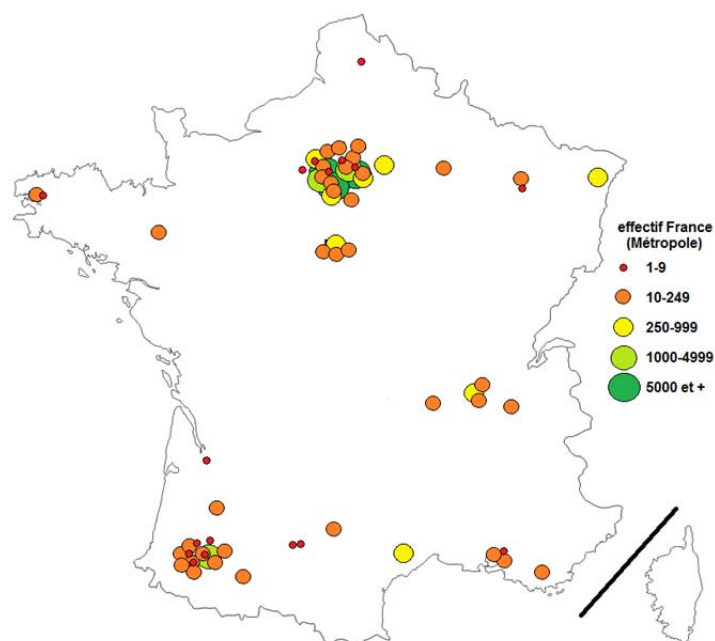 effectif France
(Métropole)
1-9
10-249
250-999
1000-4999
5000 et +